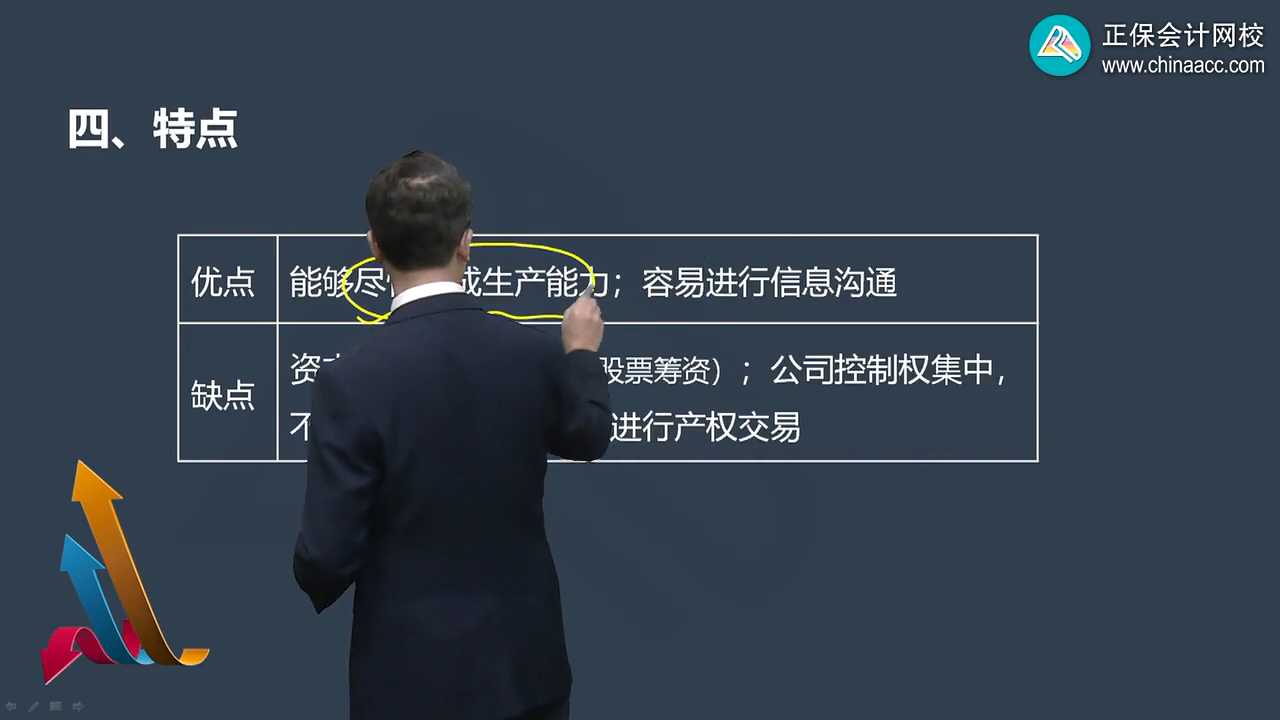 正保会计网校
www.chinaacc.com
四、特点
优点
能够尽 成生产能力；容易进行信息沟通
缺点
资 股票筹资）；公司控制权集中，
不 进行产权交易